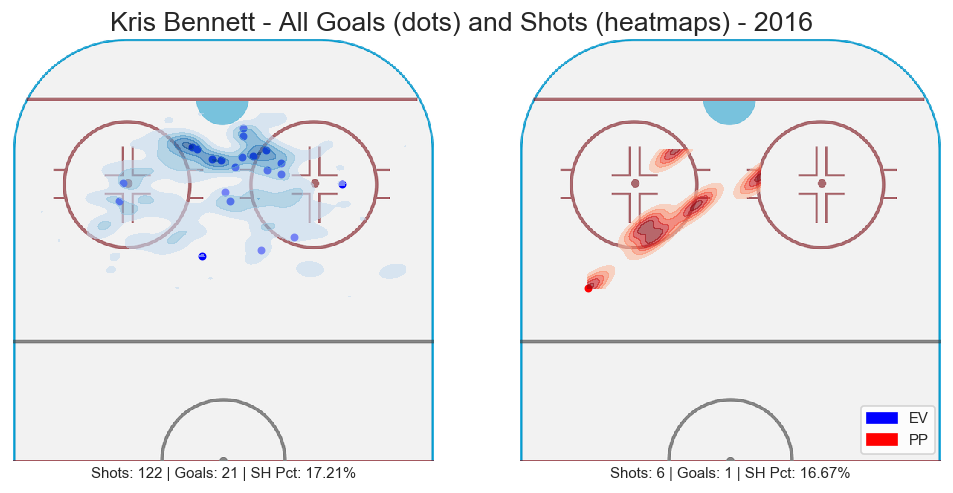 Kris Bennett - All Goals (dots) and Shots (heatmaps) - 2016
EV
PP
Shots: 122 | Goals: 21 | SH Pct: 17.21%
Shots: 6 | Goals: 1 | SH Pct: 16.67%